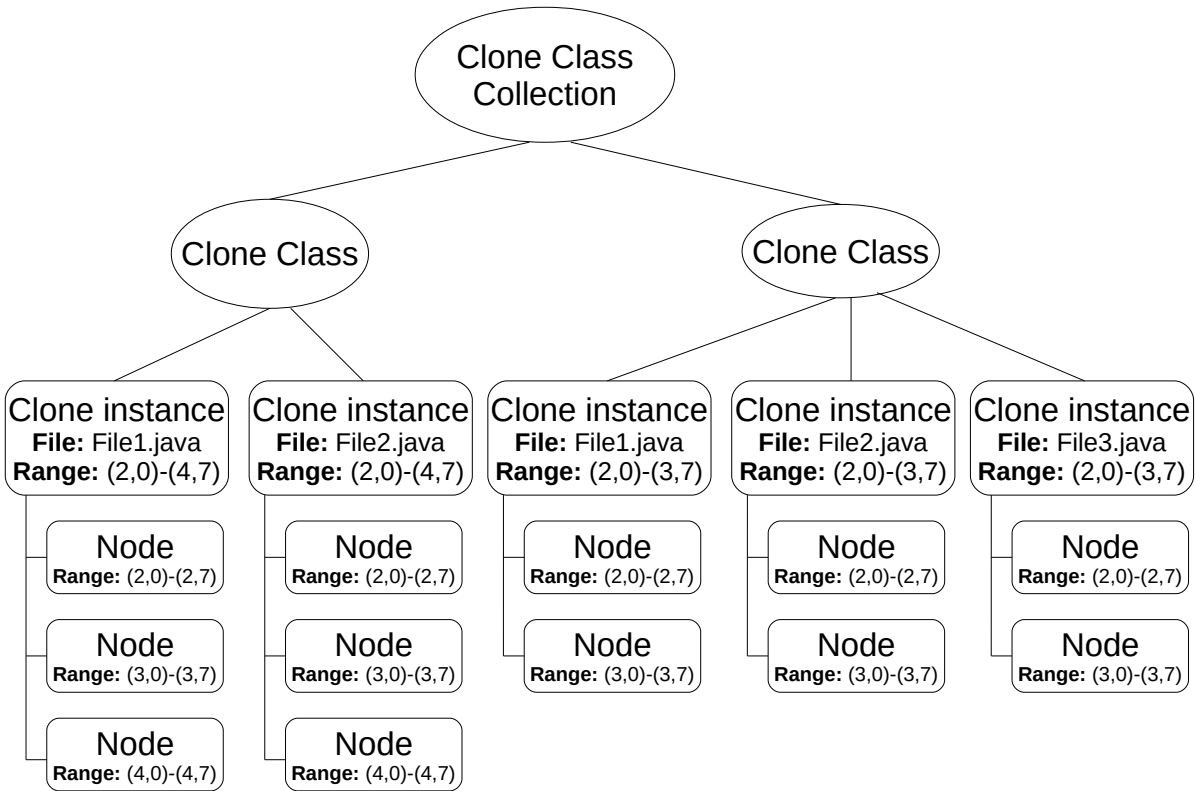 Clone Class
Collection
Clone Class
Clone Class
Clone instance
File: File1.java
Range: (2,0)-(4,7)
Node
Range: (2,0)-(2,7)
Node
Range: (3,0)-(3,7)
Node
Range: (4,0)-(4,7)
Clone instance
File: File2.java
Range: (2,0)-(4,7)
Node
Range: (2,0)-(2,7)
Node
Range: (3,0)-(3,7)
Node
Range: (4,0)-(4,7)
Clone instance
File: File1.java
Range: (2,0)-(3,7)
Node
Range: (2,0)-(2,7)
Node
Range: (3,0)-(3,7)
Clone instance
File: File2.java
Range: (2,0)-(3,7)
Node
Range: (2,0)-(2,7)
Node
Range: (3,0)-(3,7)
Clone instance
File: File3.java
Range: (2,0)-(3,7)
Node
Range: (2,0)-(2,7)
Node
Range: (3,0)-(3,7)